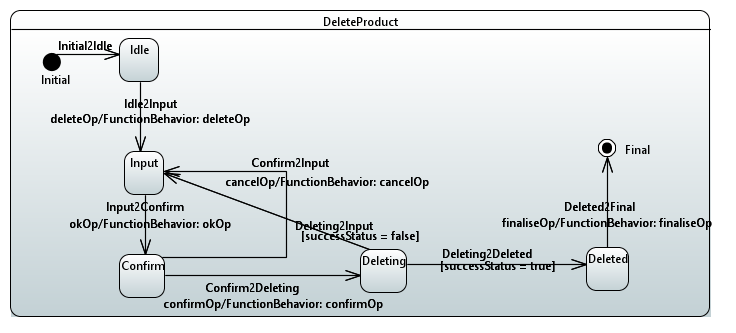 DeleteProduct
Initial2Idle
Idle
Initial
Idle2Input
deleteOp/FunctionBehavior: deleteOp
Input
Confirm2Input
cancelOp/FunctionBehavior: cancelOp
Final
Input2Confirm
okOp/FunctionBehavior: okOp
Deleting2Input
[successStatus = false]
Deleted2Final
finaliseOp/FunctionBehavior: finaliseOp
Confirm
Deleting
Deleting2Deleted
[successStatus = true]
Deleted
Confirm2Deleting
confirmOp/FunctionBehavior: confirmOp